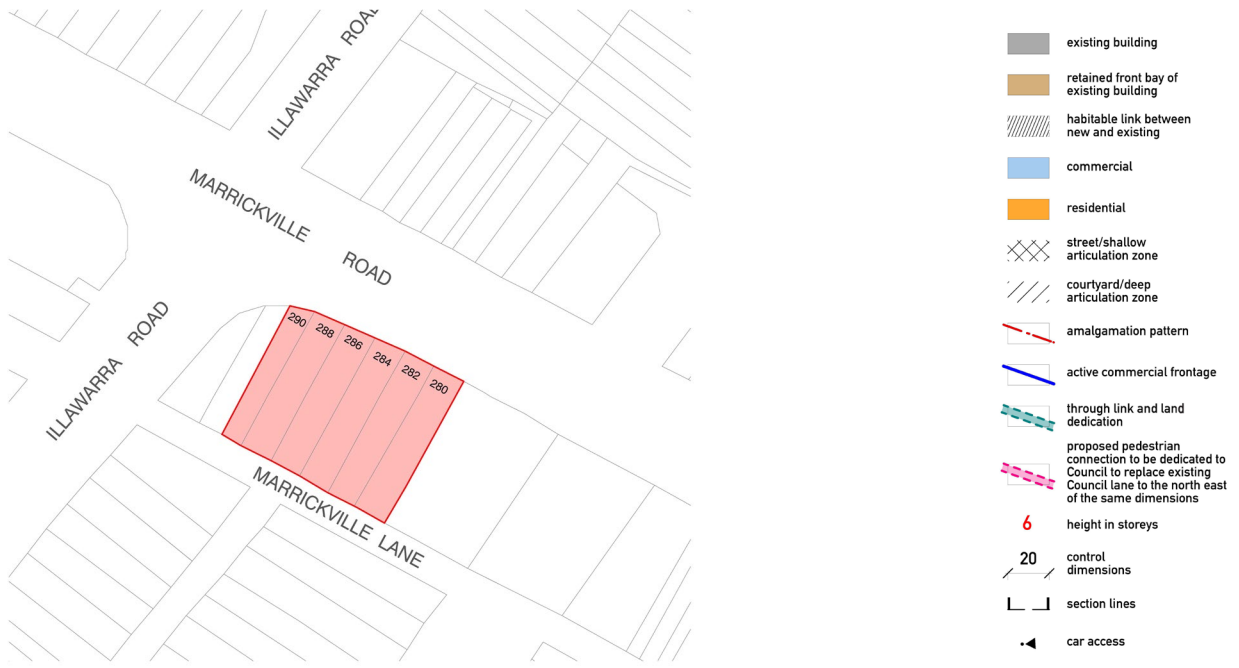 ILLAWARRA ROAD
MARRICKVILLE ROAD
ILLAWARRA ROAD
290
288
286
284
282
280
MARRICKVILLE LANE
existing building
retained front bay of
existing building
habitable link between
new and existing
commercial
residential
street/shallow
articulation zone
courtyard/deep
articulation zone
amalgamation pattern
active commercial frontage
through link and land
dedication
proposed pedestrian
connection to be dedicated to
Council to replace existing
Council lane to the north east
of the same dimensions
6
height in storeys
20
control
dimensions
section lines
car access